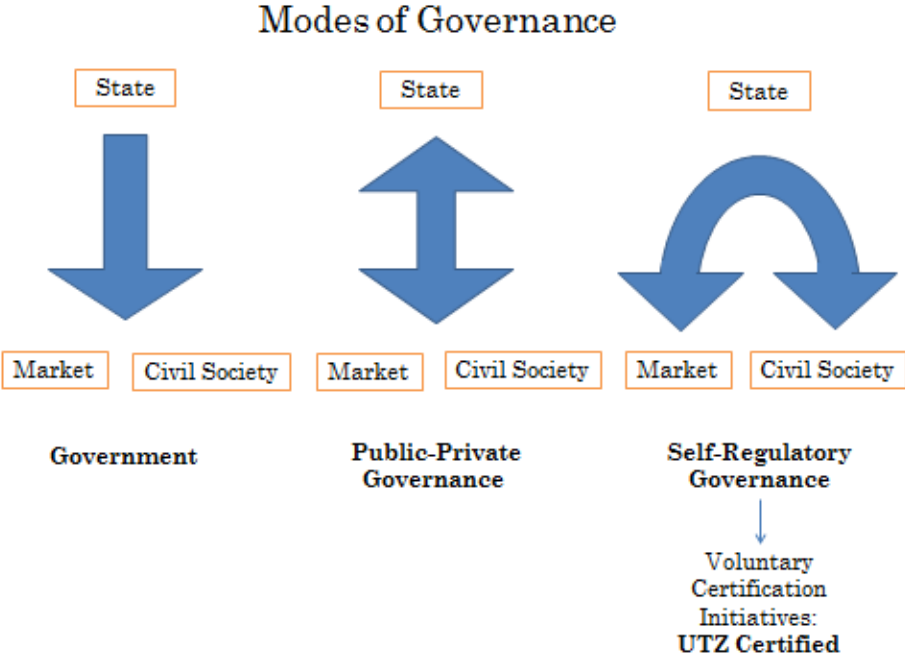 Modes of Governance
State
State
State
Market
Civil Society
Market
Civil Society
Market
Civil Society
Government
Public-Private
Governance
Self-Regulatory
Governance
Voluntary
Certification
Initiatives:
UTZ Certified